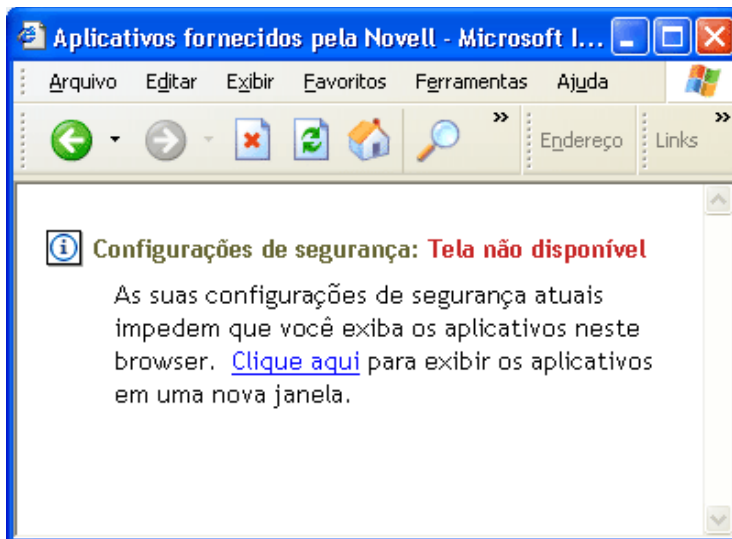 Aplicativos fornecidos pela Novell - Microsoft I...
Arquivo Editar Exibir Favoritos Ferramentas Ajuda
Endereço Links
Configurações de segurança: Tela não disponível
As suas configurações de segurança atuais
impedem que você exiba os aplicativos neste
browser. Clique aqui para exibir os aplicativos
em uma nova janela.